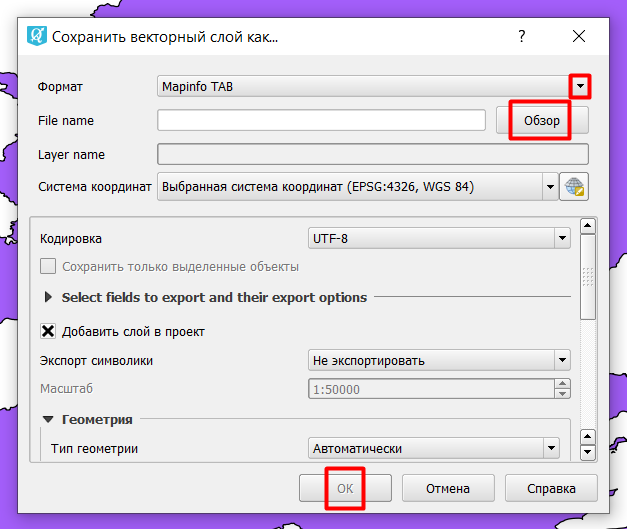 Сохранить векторный слой как...
?
Формат
Mapinfo TAB
File name
Обзор
Layer name
Система координат
Выбранная система координат (EPSG:4326, WGS 84)
Кодировка
UTF-8
Сохранить только выделенные объекты
Select fields to export and their export options
Добавить слой в проект
Экспорт символики
Не экспортировать
Масштаб
1:50000
Геометрия
Тип геометрии
Автоматически
OK
Отмена
Справка